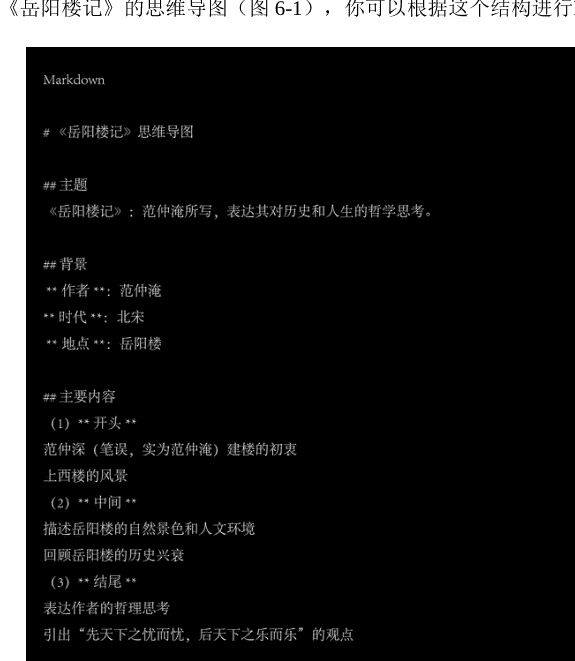 《岳阳楼记》的思维导图（图 6-1），你可以根据这个结构进行
Markdown
# 《岳阳楼记》思维导图
## 主题
《岳阳楼记》: 范仲淹所写，表达其对历史和人生的哲学思考。
## 背景
** 作者 **: 范仲淹
** 时代 **: 北宋
** 地点 **: 岳阳楼
## 主要内容
（1）** 开头 **
范仲深（笔误，实为范仲淹）建楼的初衷
上西楼的风景
（2）** 中间 **
描述岳阳楼的自然景色和人文环境
回顾岳阳楼的历史兴衰
（3）** 结尾 **
表达作者的哲理思考
引出“先天下之忧而忧，后天下之乐而乐”的观点